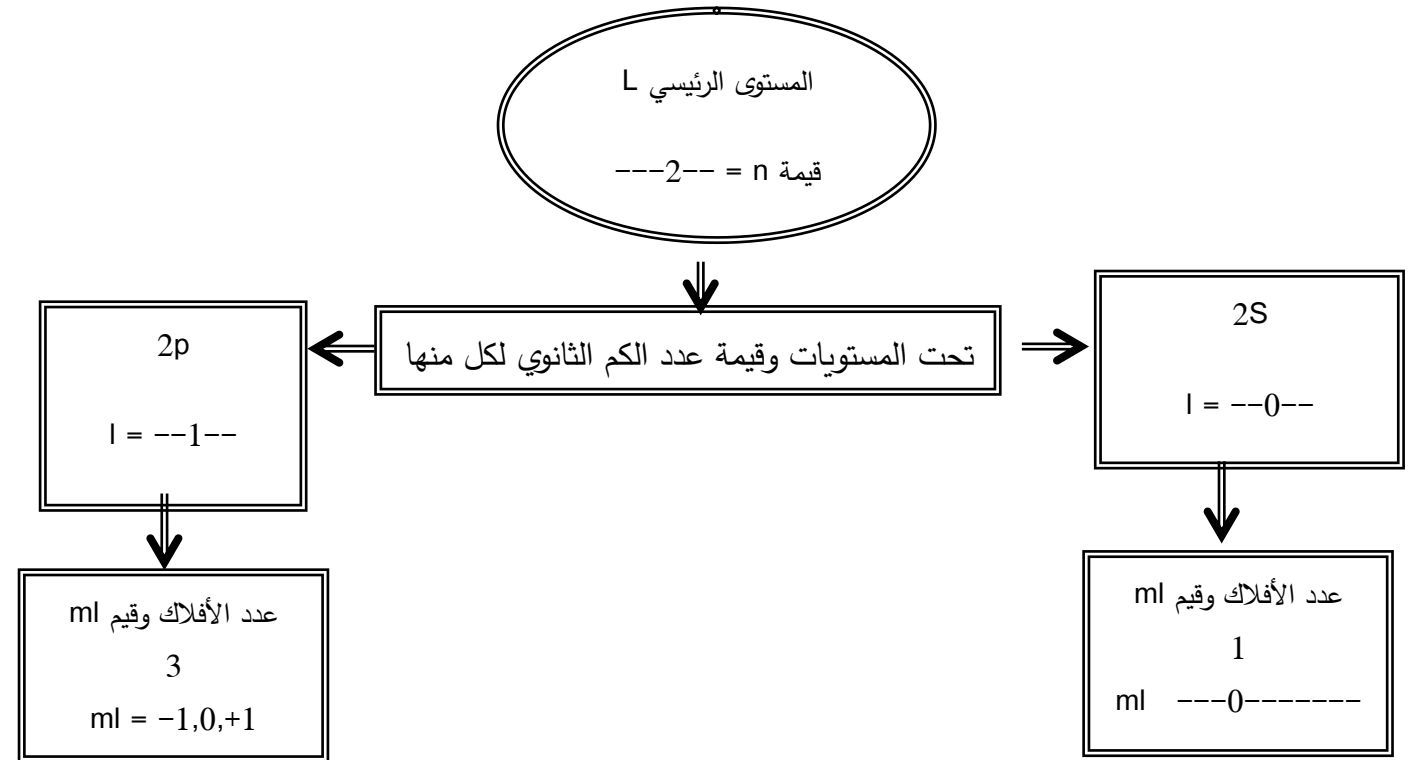 المستوى الرئيسي L
قيمة n = --2---
تحت المستويات وقيمة عدد الكم الثانوي لكل منها
2S
l = --0--
2p
l = --1--
عدد الأفلاك وقيم ml
1
ml ---0-------
عدد الأفلاك وقيم ml
3
ml = -1,0,+1